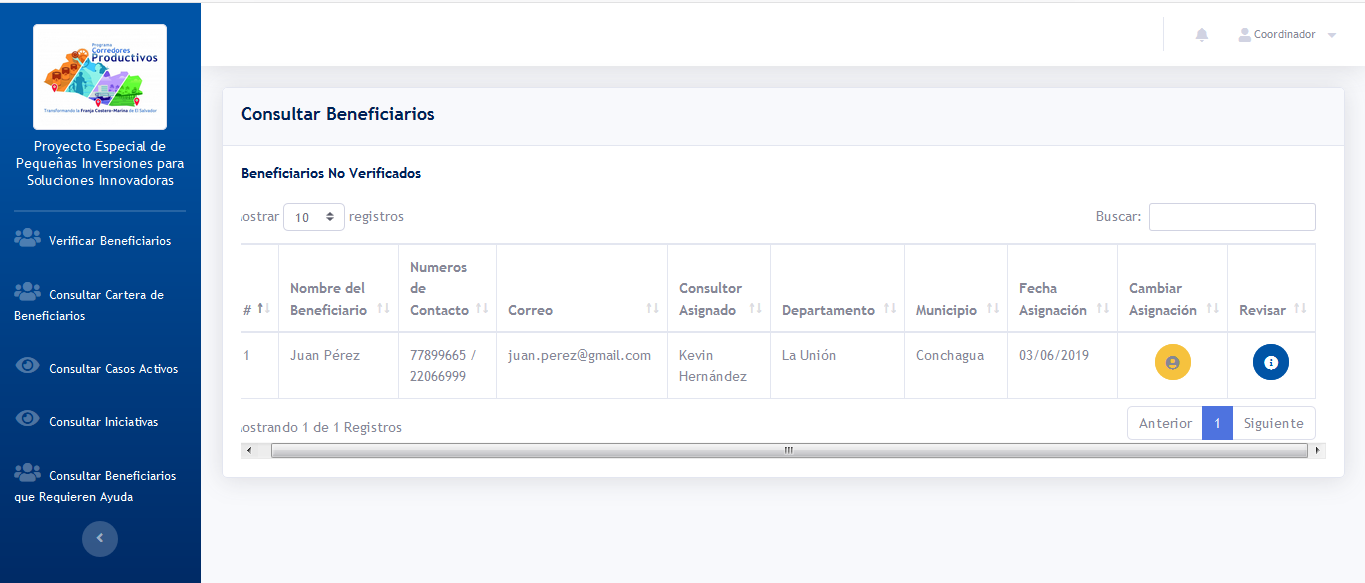 Programa
Corredores
Productivos
Transformando la Franja Costero-Marina de El Salvador
Proyecto Especial de
Pequeñas Inversiones para
Soluciones Innovadoras
Verificar Beneficiarios
Consultar Cartera de
Beneficiarios
Consultar Casos Activos
Consultar Iniciativas
Consultar Beneficiarios
que Requieren Ayuda
Coordinador
Consultar Beneficiarios
Beneficiarios No Verificados
ostrar 10 registros
Buscar:
# Nombre del Beneficiario Numeros de Contacto Correo Consultor Asignado Departamento Municipio Fecha Asignación Cambiar Asignación Revisar
1 Juan Pérez 77899665 / 22066999 juan.perez@gmail.com Kevin Hernández La Unión Conchagua 03/06/2019
ostrando 1 de 1 Registros
Anterior 1 Siguiente